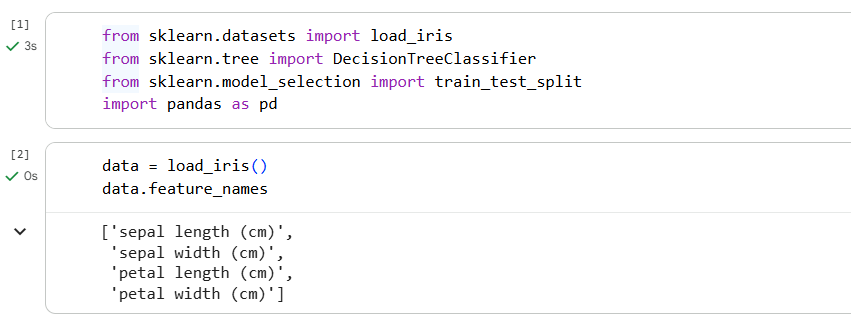 [1]
3s
from sklearn.datasets import load_iris
from sklearn.tree import DecisionTreeClassifier
from sklearn.model_selection import train_test_split
import pandas as pd
[2]
0s
data = load_iris()
data.feature_names
['sepal length (cm)',
 'sepal width (cm)',
 'petal length (cm)',
 'petal width (cm)']